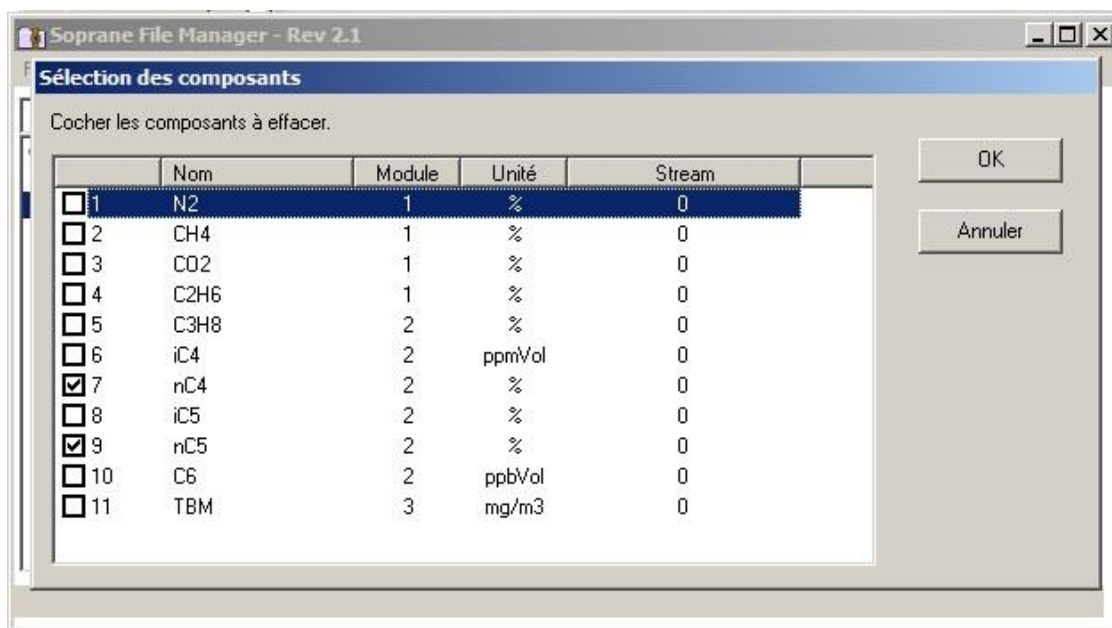 Soprane File Manager - Rev 2.1
Sélection des composants
Cocher les composants à effacer.
OK
Annuler
Nom Module Unité Stream
1 N2 1 % 0
2 CH4 1 % 0
3 CO2 1 % 0
4 C2H6 1 % 0
5 C3H8 2 % 0
6 iC4 2 ppmVol 0
7 nC4 2 % 0
8 iC5 2 % 0
9 nC5 2 % 0
10 C6 2 ppbVol 0
11 TBM 3 mg/m3 0